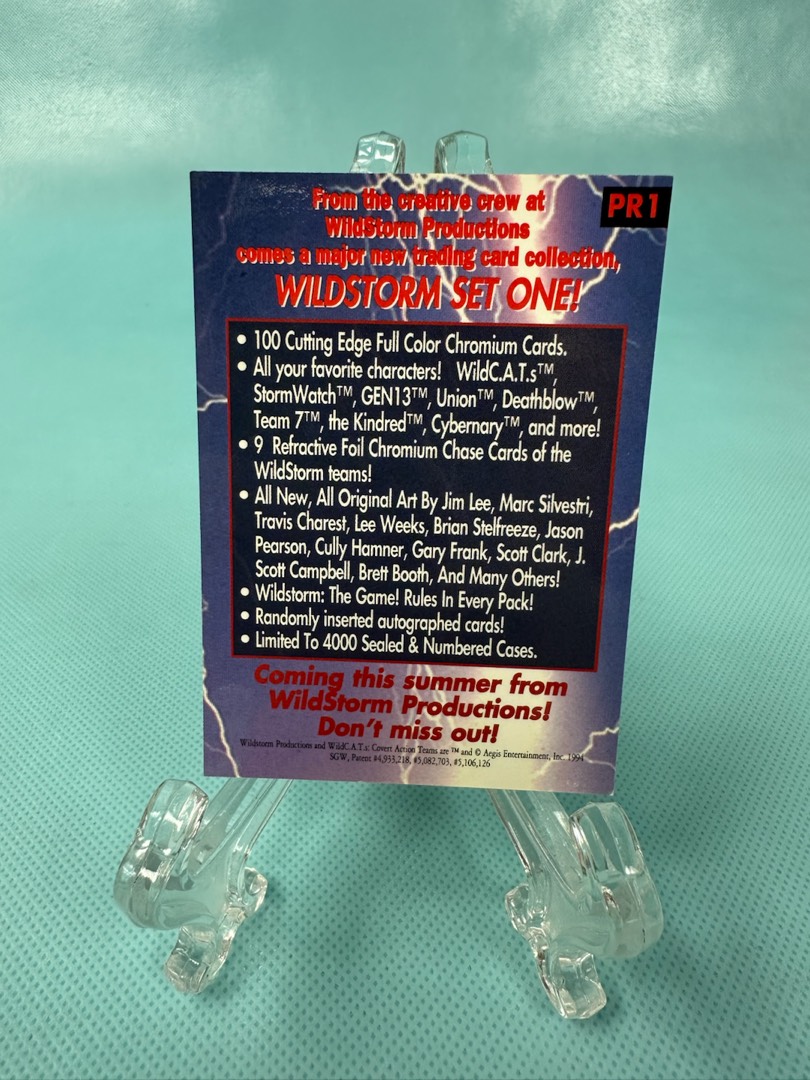 From the creative crew at
PR1
WildStorm Productions
comes a major new trading card collection,
WILDSTORM SET ONE!
• 100 Cutting Edge Full Color Chromium Cards.
• All your favorite characters! WildC.A.T.s™,
StormWatch™, GEN13™, Union™, Deathblow™,
Team 7™, the Kindred™, Cybernary™, and more!
• 9 Refractive Foil Chromium Chase Cards of the
WildStorm teams!
• All New, All Original Art By Jim Lee, Marc Silvestri,
Travis Charest, Lee Weeks, Brian Stelfreeze, Jason
Pearson, Cully Hamner, Gary Frank, Scott Clark, J.
Scott Campbell, Brett Booth, And Many Others!
• Wildstorm: The Game! Rules In Every Pack!
• Randomly inserted autographed cards!
• Limited To 4000 Sealed & Numbered Cases.
Coming this summer from
WildStorm Productions!
Don't miss out!
Wildstorm Productions and WildC.A.T.s: Covert Action Teams are ™ and © Aegis Entertainment, Inc. 1994
SGW, Patent #4,933,218, #5,082,703, #5,106,126